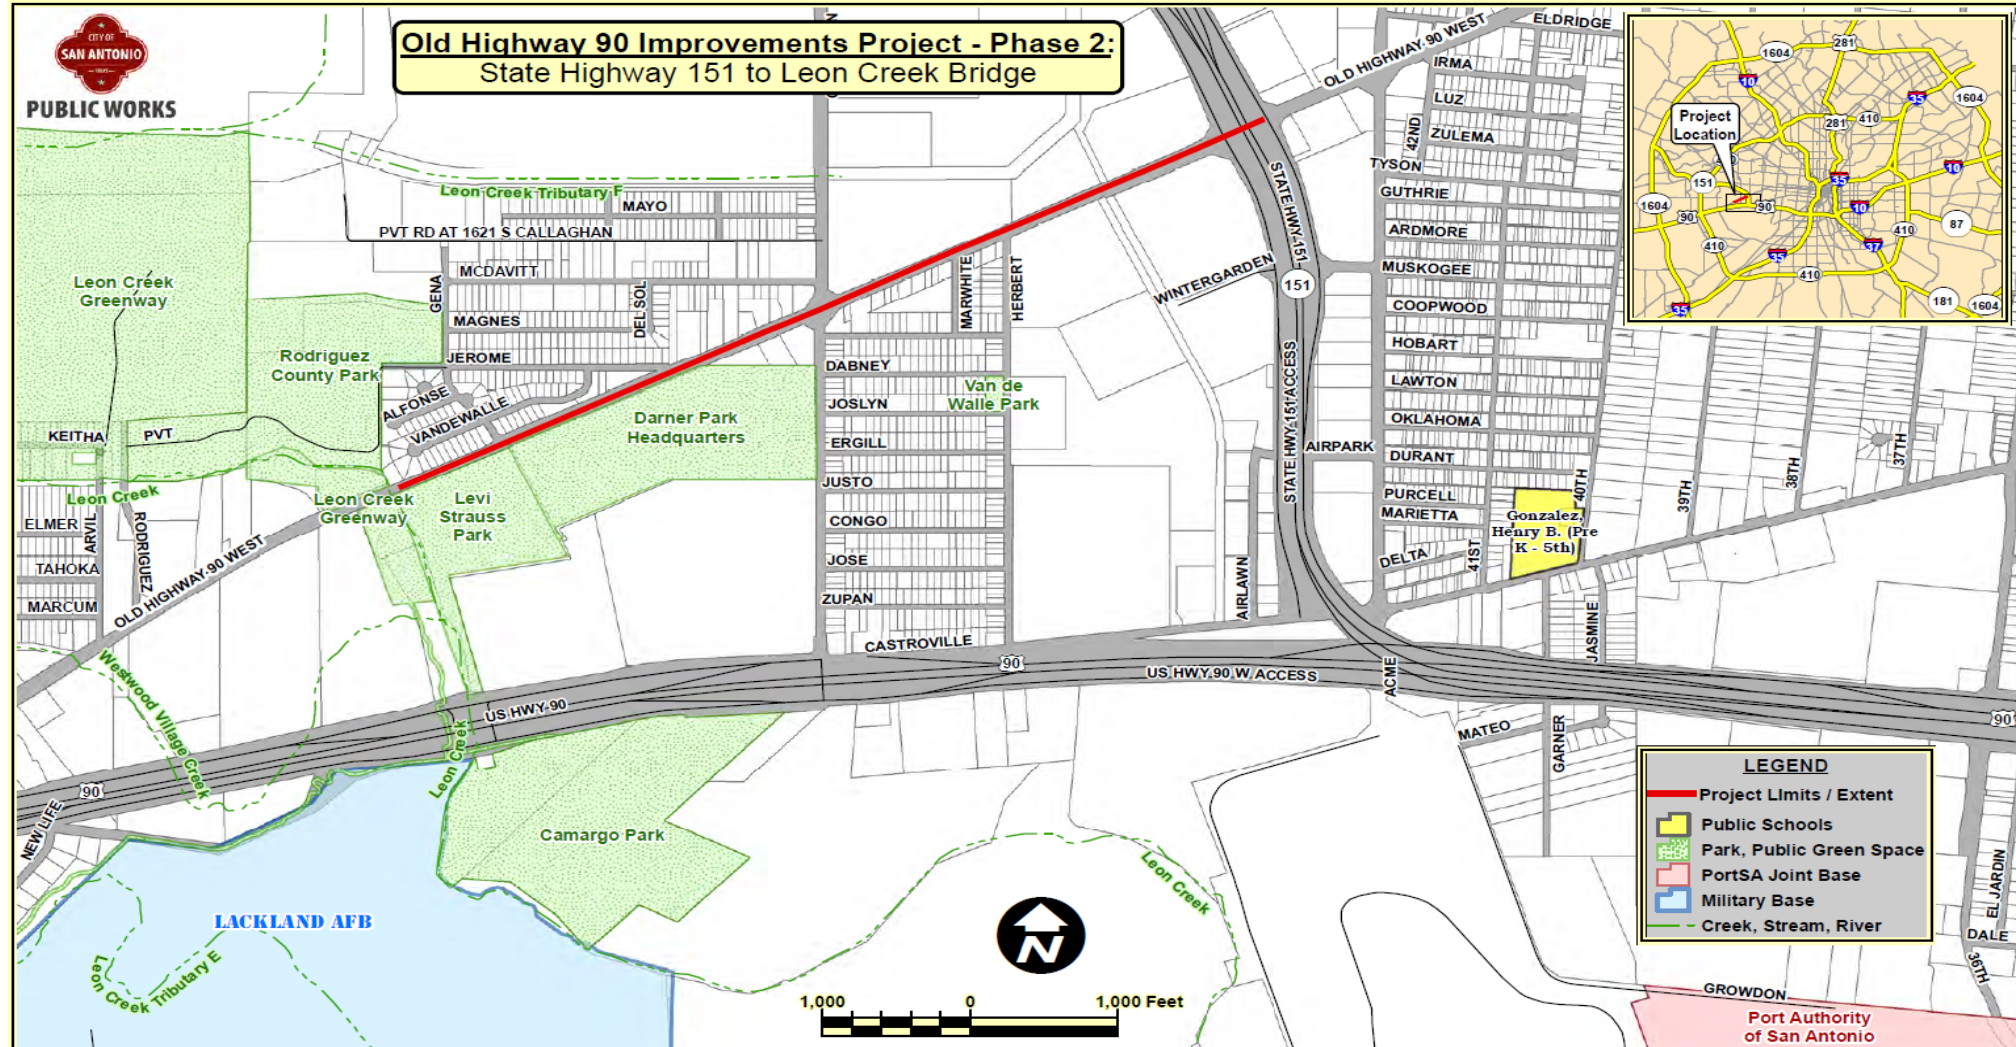 CITY OF
SAN ANTONIO
TEXAS
PUBLIC WORKS
Old Highway 90 Improvements Project - Phase 2:
State Highway 151 to Leon Creek Bridge
ELDRIDGE
OLD HIGHWAY 90 WEST
IRMA
LUZ
42ND
ZULEMA
TYSON
GUTHRIE
ARDMORE
MUSKOGEE
COOPWOOD
HOBART
LAWTON
OKLAHOMA
AIRPARK
DURANT
PURCELL
MARIETTA
DELTA
41ST
40TH
39TH
38TH
37TH
Gonzalez,
Henry B. (Pre
K - 5th)
1604
281
10
35
1604
281
410
Project
Location
410
10
151
35
1604
90
90
10
87
410
410
35
37
410
181
1604
35
Leon Creek Tributary F
MAYO
PVT RD AT 1621 S CALLAGHAN
MCDAVITT
GENA
DEL SOL
MAGNES
JEROME
ALFONSE
VANDEWALLE
Leon Creek
Greenway
Rodriguez
County Park
Darner Park
Headquarters
MARWHITE
HERBERT
WINTERGARDEN
STATE HWY 151
151
STATE HWY 151 ACCESS
DABNEY
Van de
Walle Park
JOSLYN
ERGILL
JUSTO
CONGO
JOSE
ZUPAN
CASTROVILLE
AIRLAWN
KEITHA
PVT
Leon Creek
Leon Creek
Greenway
Levi
Strauss
Park
ELMER
ARVIL
RODRIGUEZ
TAHOKA
MARCUM
OLD HIGHWAY 90 WEST
Westwood Village Creek
US HWY 90
90
US HWY 90 W ACCESS
ACME
JASMINE
MATEO
GARNER
90
90
NEW LIFE
Leon Creek
Camargo Park
LACKLAND AFB
Leon Creek Tributary E
Leon Creek
N
1,000
0
1,000 Feet
LEGEND
Project Limits / Extent
Public Schools
Park, Public Green Space
PortSA Joint Base
Military Base
Creek, Stream, River
EL JARDIN
DALE
36TH
GROWDON
Port Authority
of San Antonio